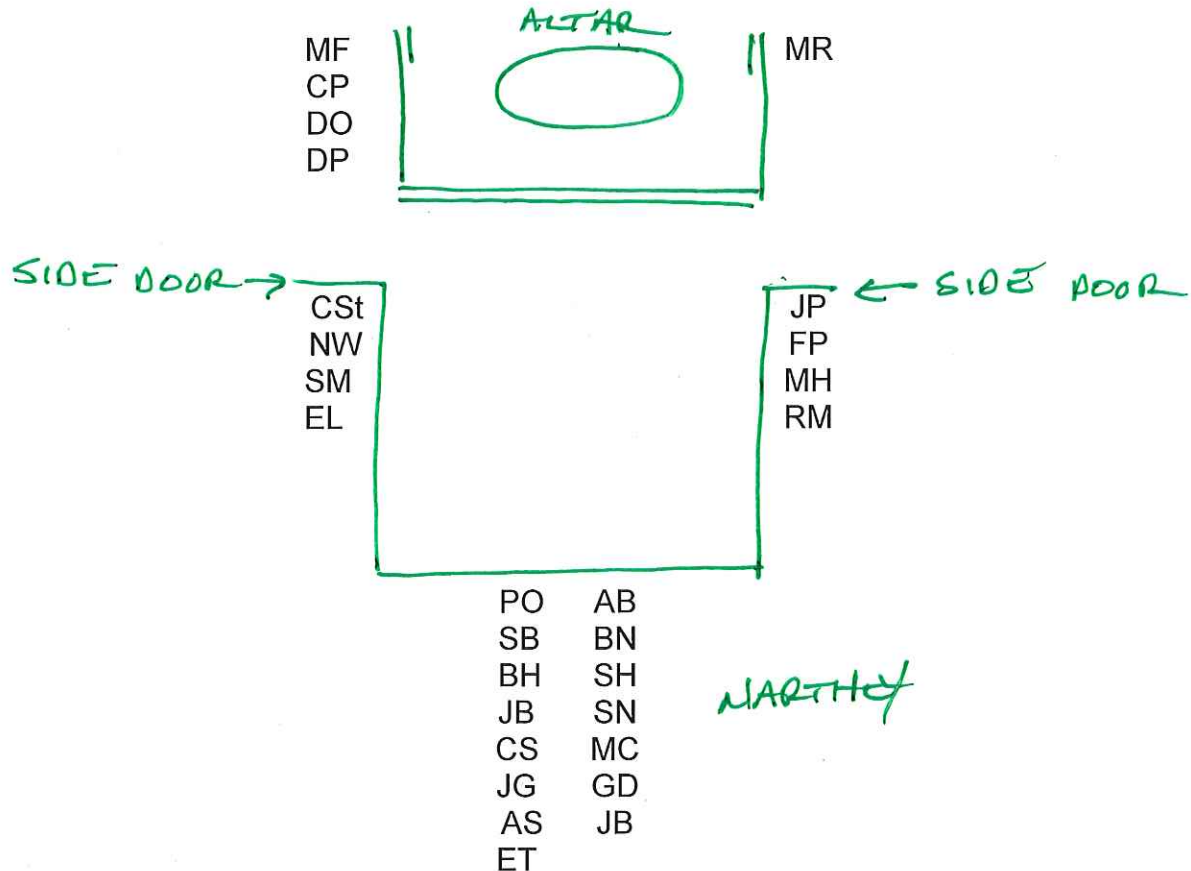 ALTAR
MF MR
CP
DO
DP
SIDE DOOR → ← SIDE DOOR
CSt JP
NW FP
SM MH
EL RM
PO AB
SB BN
BH SH
JB SN
CS MC
JG GD
AS JB
ET
NARTHEX